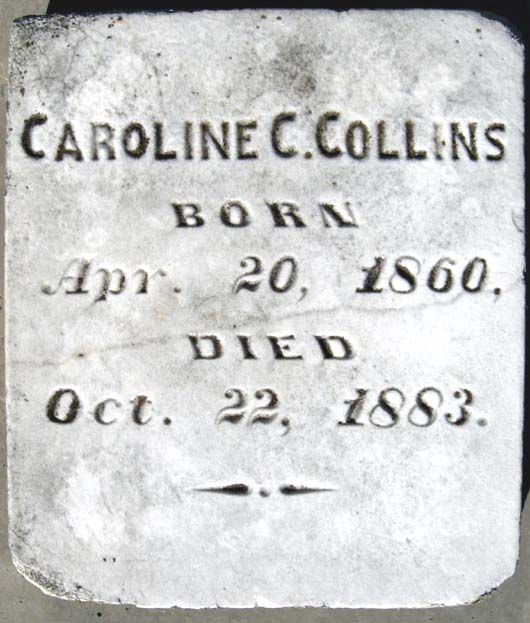 CAROLINE C. COLLINS
BORN
Apr. 20, 1860.
DIED
Oct. 22, 1883.